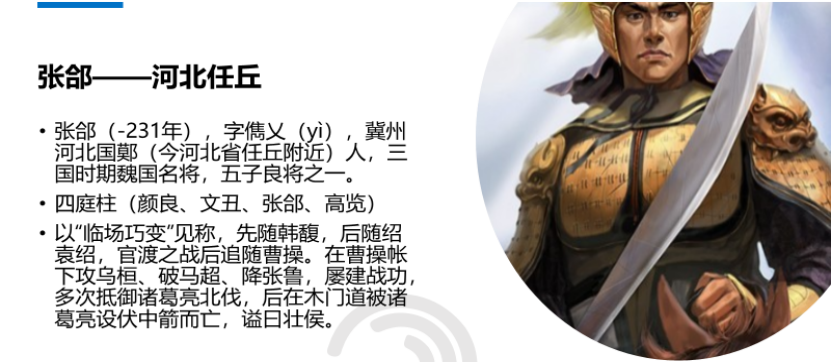 张郃——河北任丘
• 张郃（-231年），字儁乂（yì），冀州
河北国鄚（今河北省任丘附近）人，三
国时期魏国名将，五子良将之一。
• 四庭柱（颜良、文丑、张郃、高览）
• 以“临场巧变”见称，先随韩馥，后随绍
袁绍，官渡之战后追随曹操。在曹操帐
下攻乌桓、破马超、降张鲁，屡建战功，
多次抵御诸葛亮北伐，后在木门道被诸
葛亮设伏中箭而亡，谥曰壮侯。